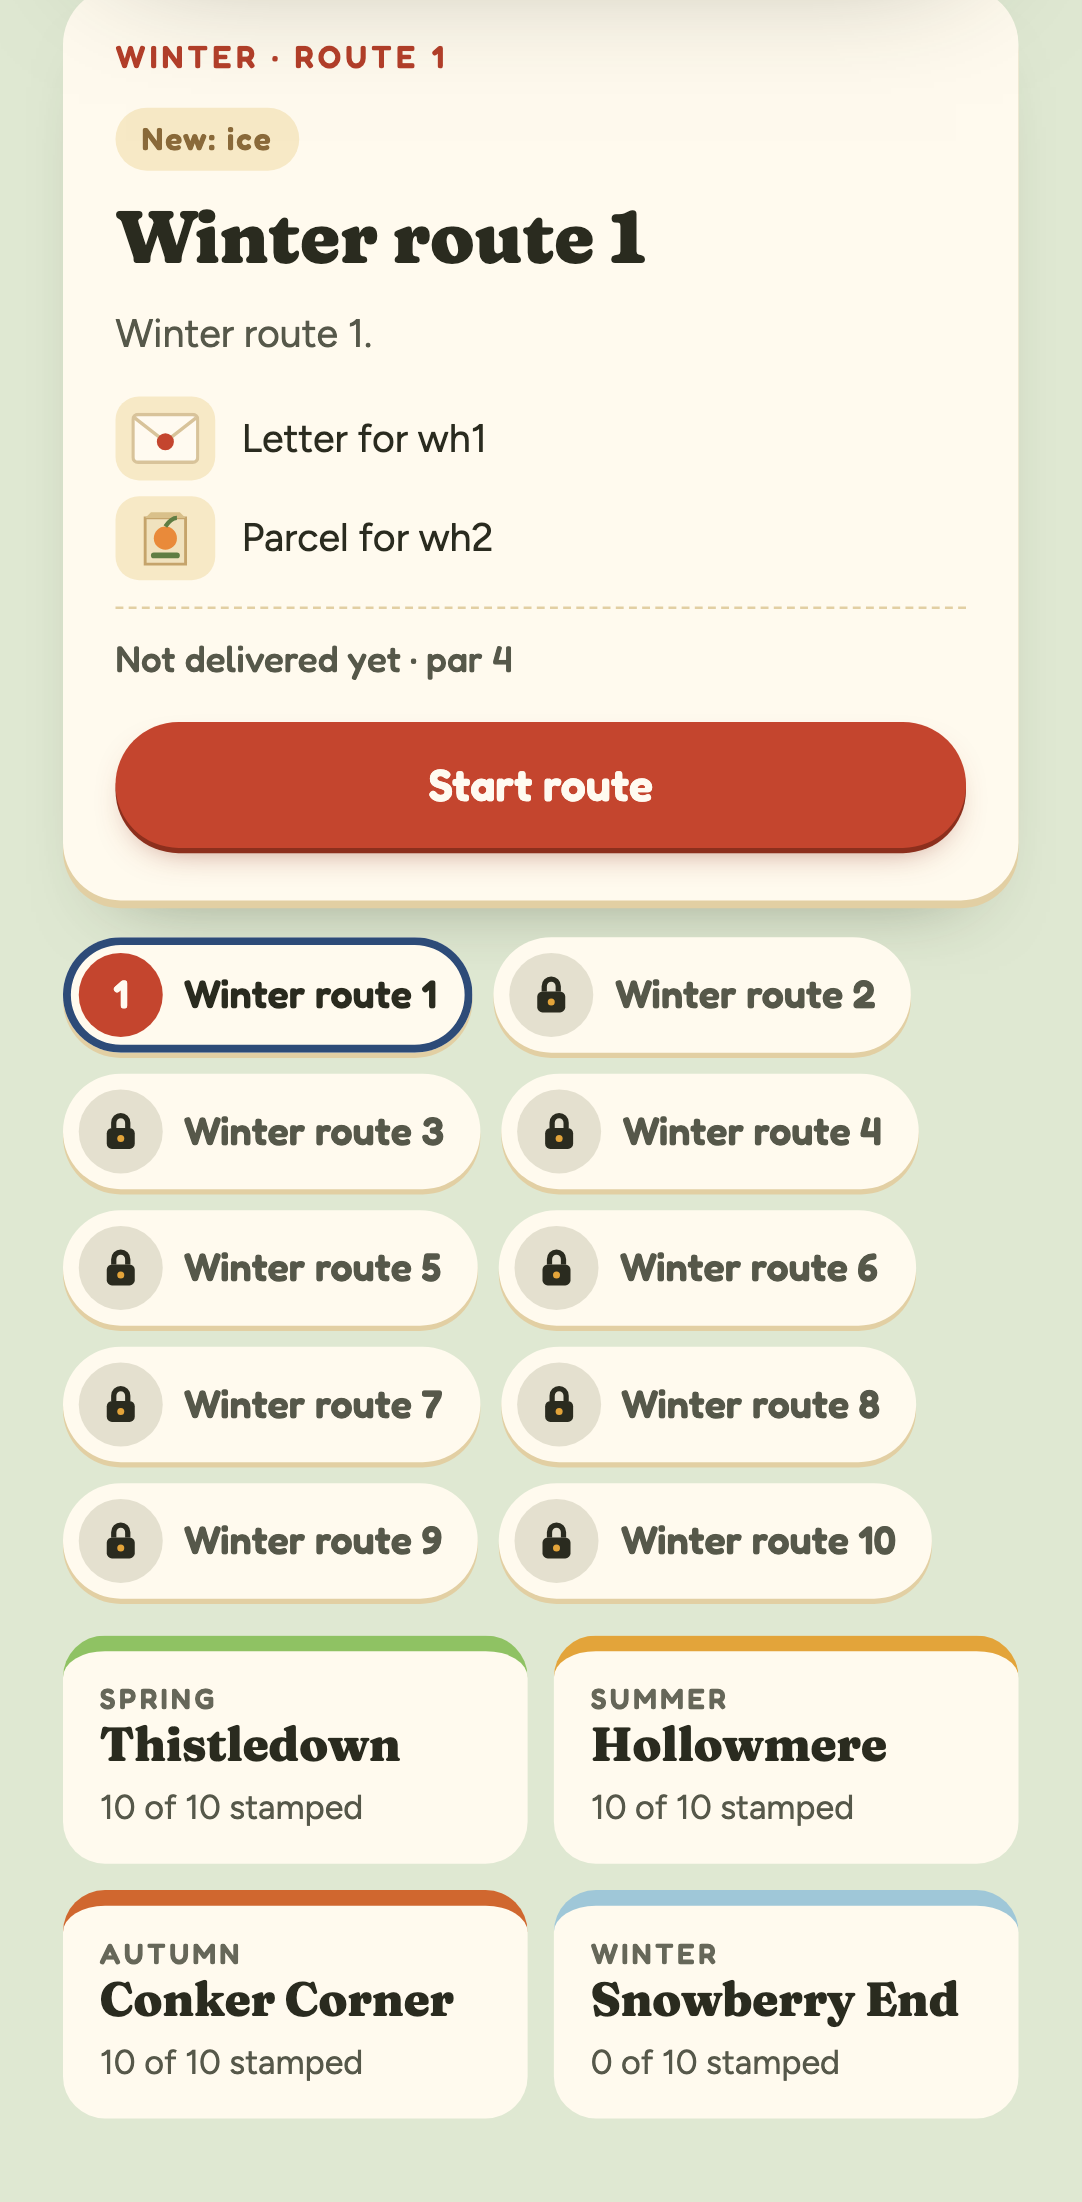 WINTER · ROUTE 1
New: ice
Winter route 1
Winter route 1.
Letter for wh1
Parcel for wh2
Not delivered yet · par 4
Start route
1 Winter route 1
Winter route 2
Winter route 3
Winter route 4
Winter route 5
Winter route 6
Winter route 7
Winter route 8
Winter route 9
Winter route 10
SPRING
Thistledown
10 of 10 stamped
SUMMER
Hollowmere
10 of 10 stamped
AUTUMN
Conker Corner
10 of 10 stamped
WINTER
Snowberry End
0 of 10 stamped